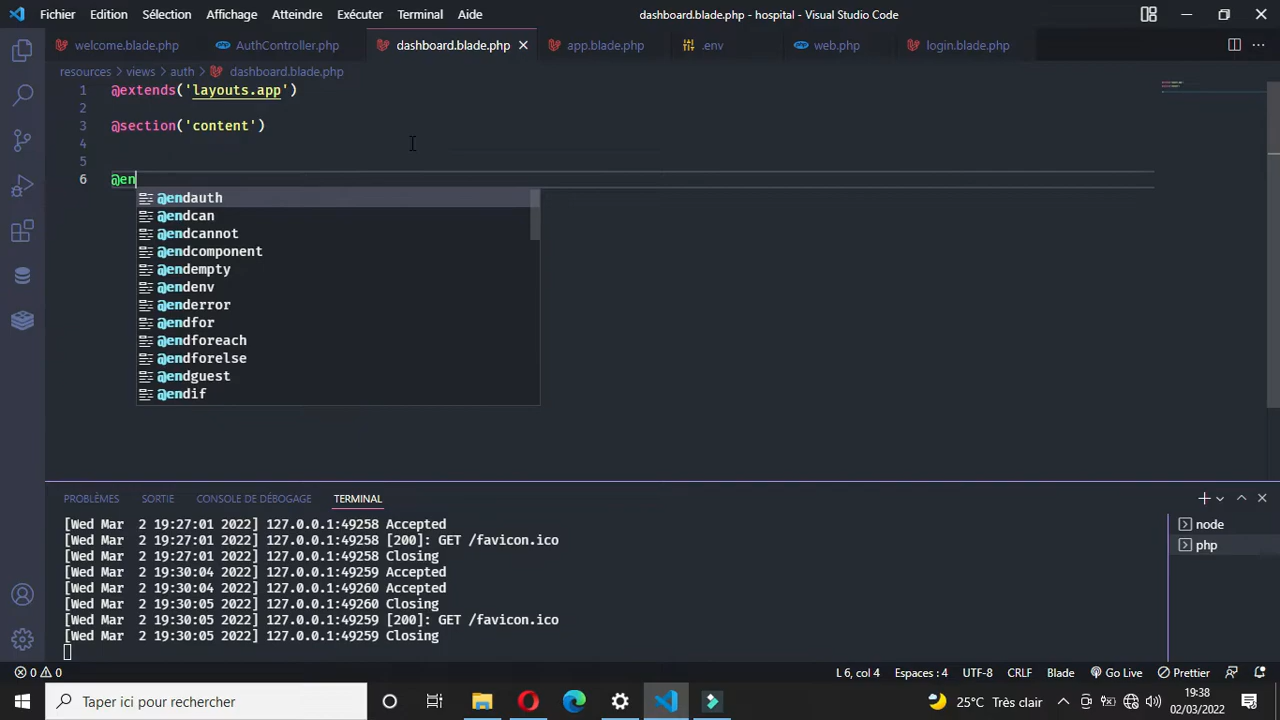 Fichier Edition Sélection Affichage Atteindre Exécuter Terminal Aide dashboard.blade.php - hospital - Visual Studio Code
welcome.blade.php AuthController.php dashboard.blade.php app.blade.php .env web.php login.blade.php
resources > views > auth > dashboard.blade.php
1 @extends('layouts.app')
2
3 @section('content')
4
5
6 @en
@endauth
@endcan
@endcannot
@endcomponent
@endempty
@endenv
@enderror
@endfor
@endforeach
@endforelse
@endguest
@endif
PROBLÈMES SORTIE CONSOLE DE DÉBOGAGE TERMINAL
[Wed Mar  2 19:27:01 2022] 127.0.0.1:49258 Accepted
[Wed Mar  2 19:27:01 2022] 127.0.0.1:49258 [200]: GET /favicon.ico
[Wed Mar  2 19:27:01 2022] 127.0.0.1:49258 Closing
[Wed Mar  2 19:30:04 2022] 127.0.0.1:49259 Accepted
[Wed Mar  2 19:30:04 2022] 127.0.0.1:49260 Accepted
[Wed Mar  2 19:30:05 2022] 127.0.0.1:49260 Closing
[Wed Mar  2 19:30:05 2022] 127.0.0.1:49259 [200]: GET /favicon.ico
[Wed Mar  2 19:30:05 2022] 127.0.0.1:49259 Closing
node
php
0 0 L 6, col 4 Espaces : 4 UTF-8 CRLF Blade Go Live Prettier
Taper ici pour rechercher 25°C Très clair 19:38
02/03/2022